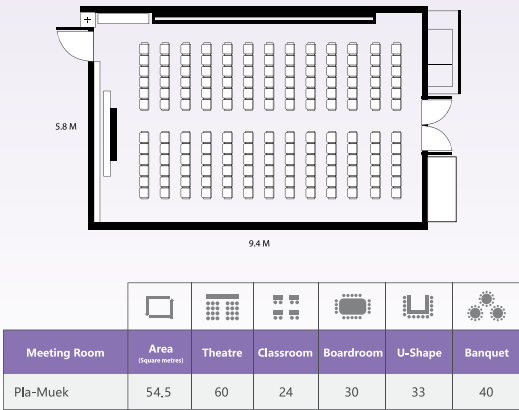 5.8 M
9.4 M
Meeting Room Area (Square metres) Theatre Classroom Boardroom U-Shape Banquet
Pla-Muek 54.5 60 24 30 33 40